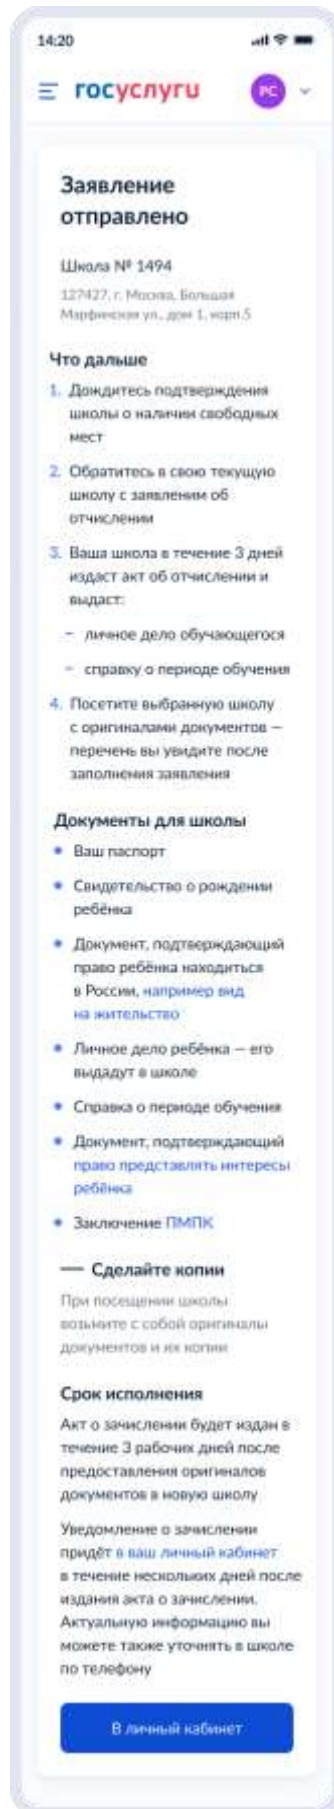 14:20
госуслуги
РС
Заявление
отправлено
Школа № 1494
127427, г. Москва, Большая
Марфинская ул., дом 1, корп.5
Что дальше
1. Дождитесь подтверждения
школы о наличии свободных
мест
2. Обратитесь в свою текущую
школу с заявлением об
отчислении
3. Ваша школа в течение 3 дней
издаст акт об отчислении и
выдаст:
– личное дело обучающегося
– справку о периоде обучения
4. Посетите выбранную школу
с оригиналами документов —
перечень вы увидите после
заполнения заявления
Документы для школы
• Ваш паспорт
• Свидетельство о рождении
ребёнка
• Документ, подтверждающий
право ребёнка находиться
в России, например вид
на жительство
• Личное дело ребёнка — его
выдадут в школе
• Справка о периоде обучения
• Документ, подтверждающий
право представлять интересы
ребёнка
• Заключение ПМПК
— Сделайте копии
При посещении школы
возьмите с собой оригиналы
документов и их копии
Срок исполнения
Акт о зачислении будет издан в
течение 3 рабочих дней после
предоставления оригиналов
документов в новую школу
Уведомление о зачислении
придёт в ваш личный кабинет
в течение нескольких дней после
издания акта о зачислении.
Актуальную информацию вы
можете также уточнять в школе
по телефону
В личный кабинет